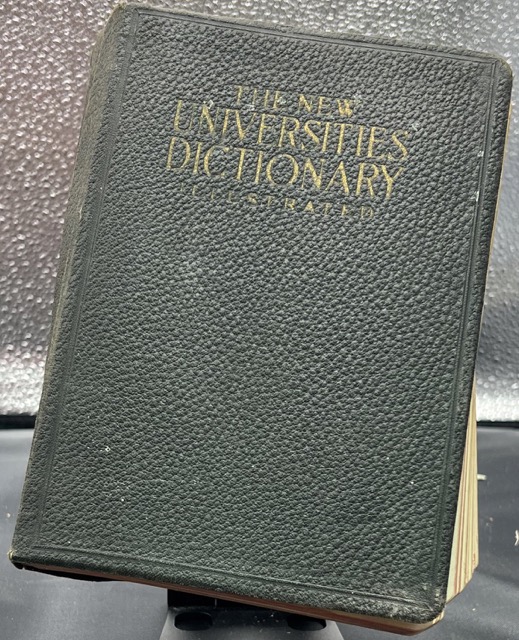 THE NEW
UNIVERSITIES
DICTIONARY
ILLUSTRATED